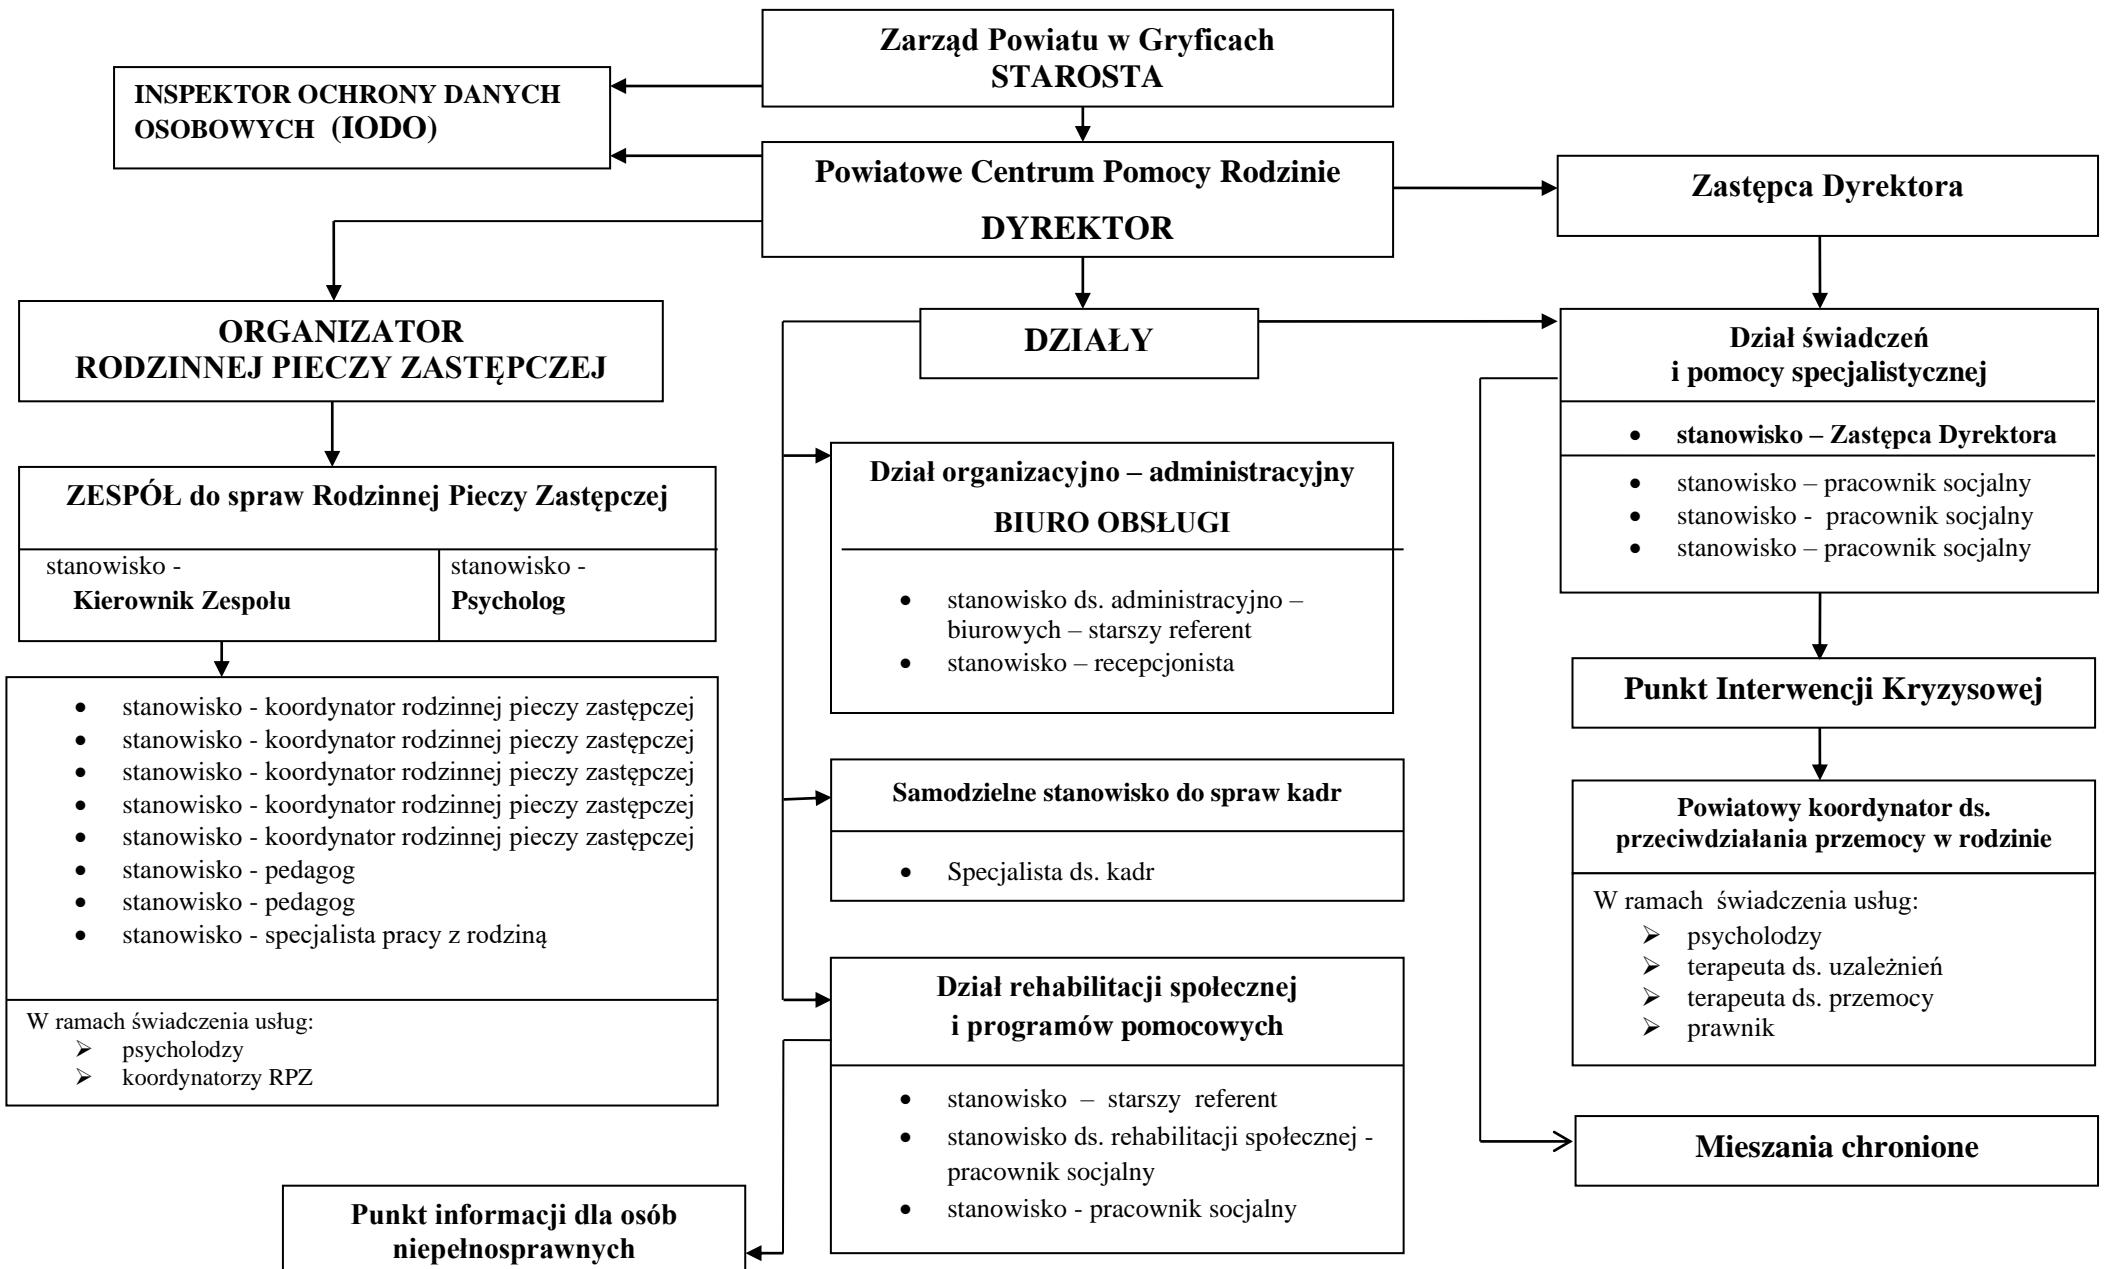 Zarząd Powiatu w Gryficach
STAROSTA
INSPEKTOR OCHRONY DANYCH
OSOBOWYCH (IODO)
Powiatowe Centrum Pomocy Rodzinie
DYREKTOR
Zastępca Dyrektora
ORGANIZATOR
RODZINNEJ PIECZY ZASTĘPCZEJ
DZIAŁY
Dział świadczeń
i pomocy specjalistycznej
• stanowisko – Zastępca Dyrektora
• stanowisko – pracownik socjalny
• stanowisko - pracownik socjalny
• stanowisko – pracownik socjalny
ZESPÓŁ do spraw Rodzinnej Pieczy Zastępczej
stanowisko -
Kierownik Zespołu
stanowisko -
Psycholog
Dział organizacyjno – administracyjny
BIURO OBSŁUGI
• stanowisko ds. administracyjno –
biurowych – starszy referent
• stanowisko – recepcjonista
Punkt Interwencji Kryzysowej
• stanowisko - koordynator rodzinnej pieczy zastępczej
• stanowisko - koordynator rodzinnej pieczy zastępczej
• stanowisko - koordynator rodzinnej pieczy zastępczej
• stanowisko - koordynator rodzinnej pieczy zastępczej
• stanowisko - koordynator rodzinnej pieczy zastępczej
• stanowisko - pedagog
• stanowisko - pedagog
• stanowisko - specjalista pracy z rodziną
W ramach świadczenia usług:
➢ psycholodzy
➢ koordynatorzy RPZ
Samodzielne stanowisko do spraw kadr
• Specjalista ds. kadr
Powiatowy koordynator ds.
przeciwdziałania przemocy w rodzinie
W ramach świadczenia usług:
➢ psycholodzy
➢ terapeuta ds. uzależnień
➢ terapeuta ds. przemocy
➢ prawnik
Dział rehabilitacji społecznej
i programów pomocowych
• stanowisko – starszy referent
• stanowisko ds. rehabilitacji społecznej -
pracownik socjalny
• stanowisko - pracownik socjalny
Mieszania chronione
Punkt informacji dla osób
niepełnosprawnych